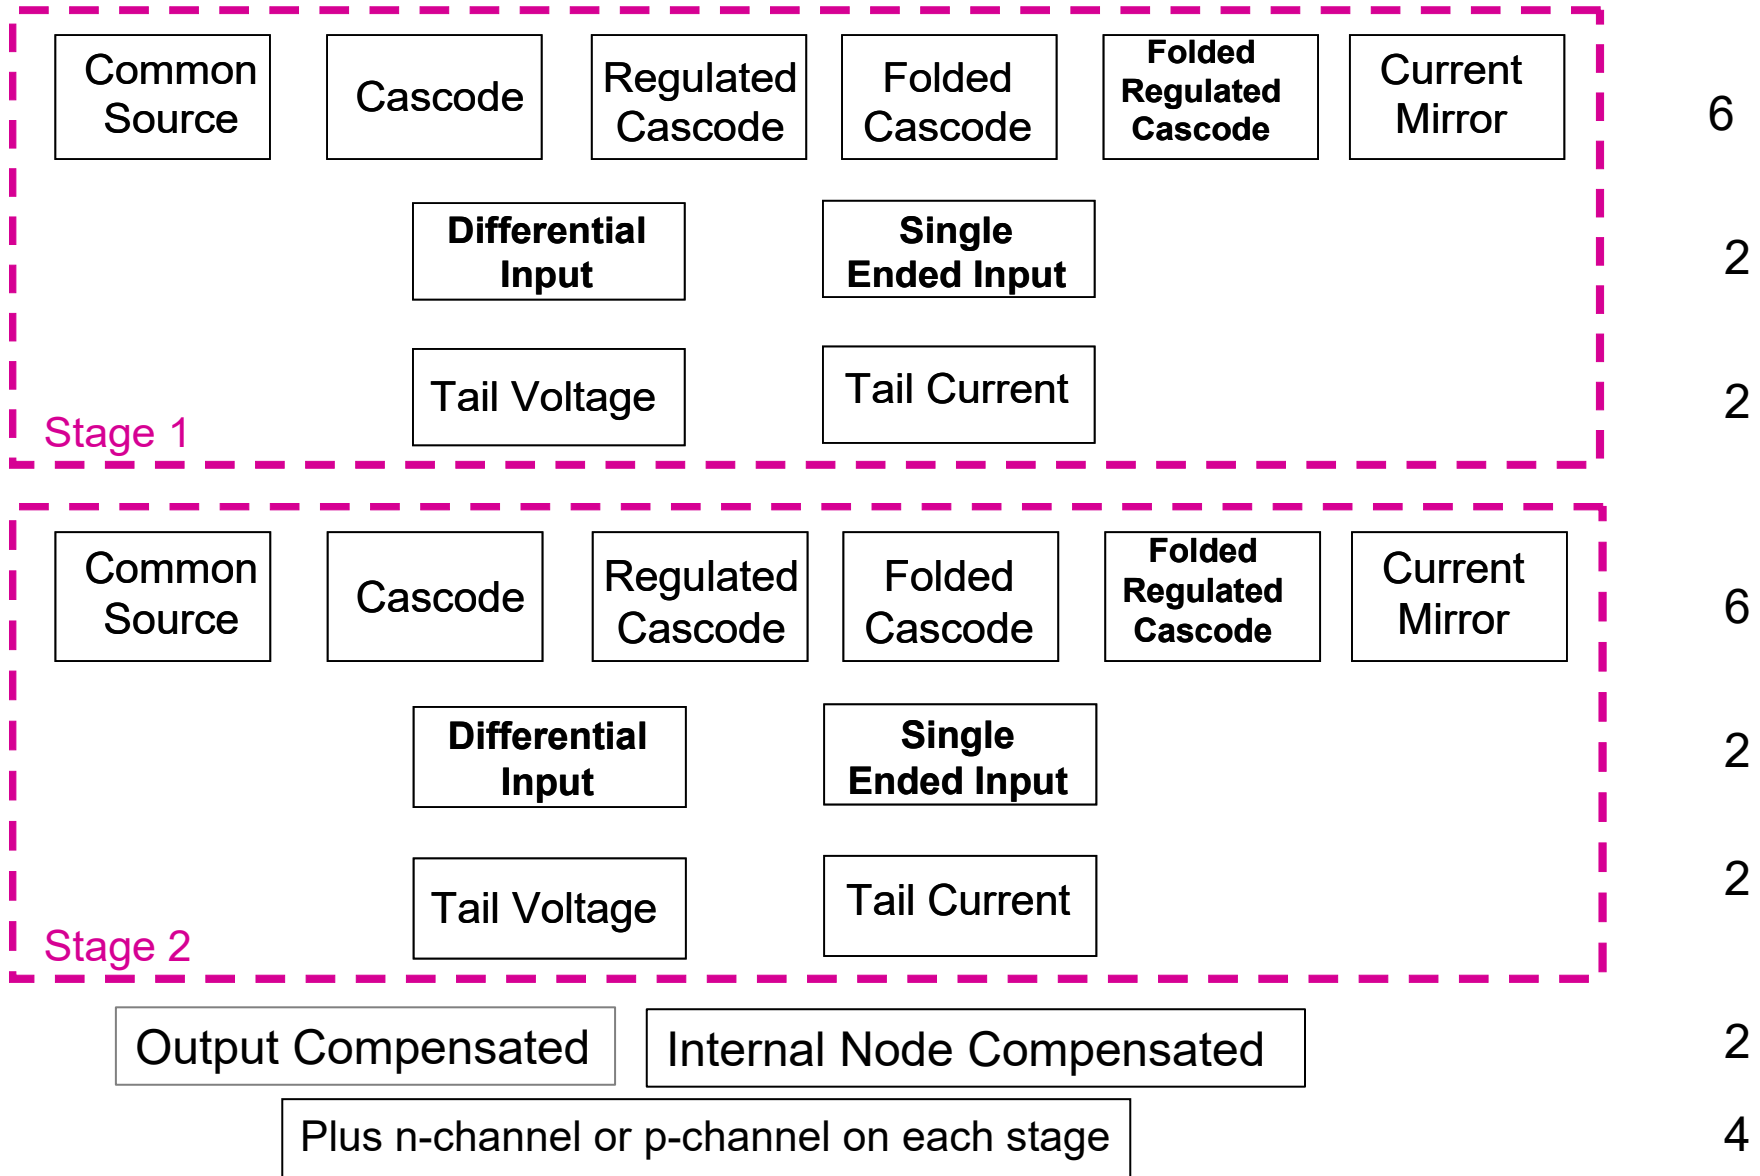 Common
Source
Cascode
Regulated
Cascode
Folded
Cascode
Folded
Regulated
Cascode
Current
Mirror
6
Differential
Input
Single
Ended Input
2
Tail Voltage
Tail Current
2
Stage 1
Common
Source
Cascode
Regulated
Cascode
Folded
Cascode
Folded
Regulated
Cascode
Current
Mirror
6
Differential
Input
Single
Ended Input
2
Tail Voltage
Tail Current
2
Stage 2
Output Compensated
Internal Node Compensated
2
Plus n-channel or p-channel on each stage
4